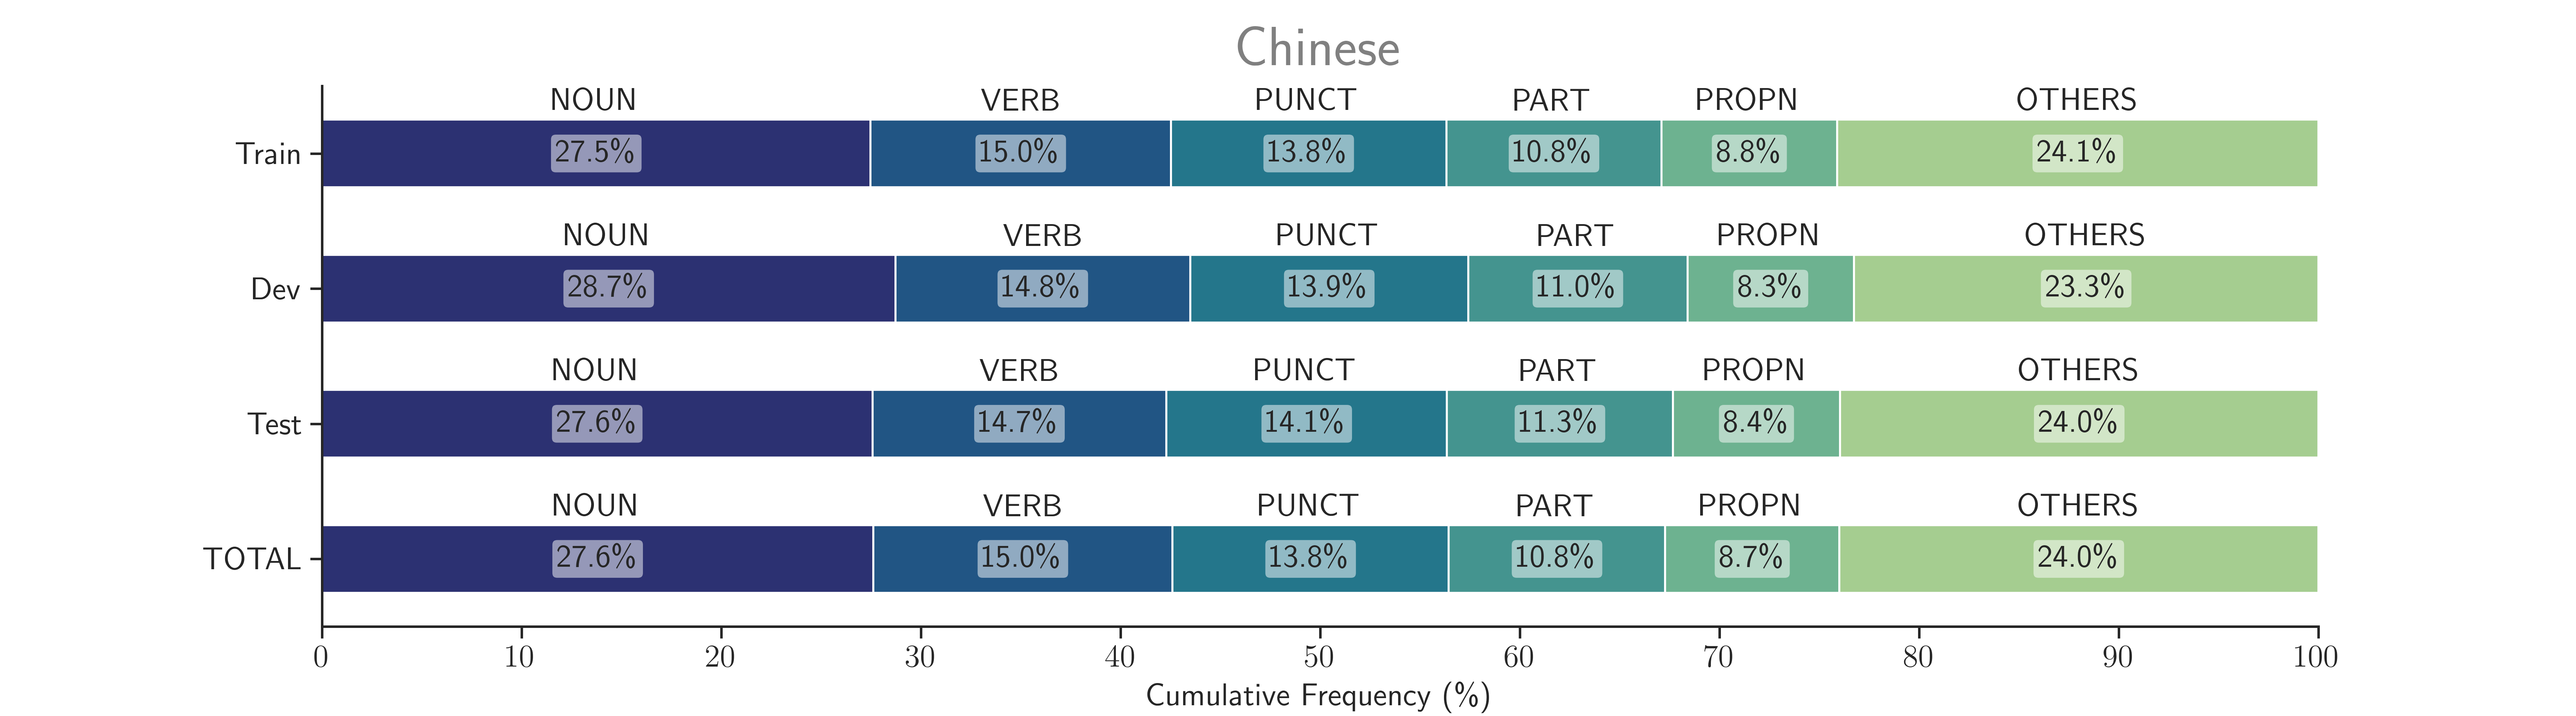 Chinese
NOUN VERB PUNCT PART PROPN OTHERS
Train 27.5% 15.0% 13.8% 10.8% 8.8% 24.1%
NOUN VERB PUNCT PART PROPN OTHERS
Dev 28.7% 14.8% 13.9% 11.0% 8.3% 23.3%
NOUN VERB PUNCT PART PROPN OTHERS
Test 27.6% 14.7% 14.1% 11.3% 8.4% 24.0%
NOUN VERB PUNCT PART PROPN OTHERS
TOTAL 27.6% 15.0% 13.8% 10.8% 8.7% 24.0%
0 10 20 30 40 50 60 70 80 90 100
Cumulative Frequency (%)